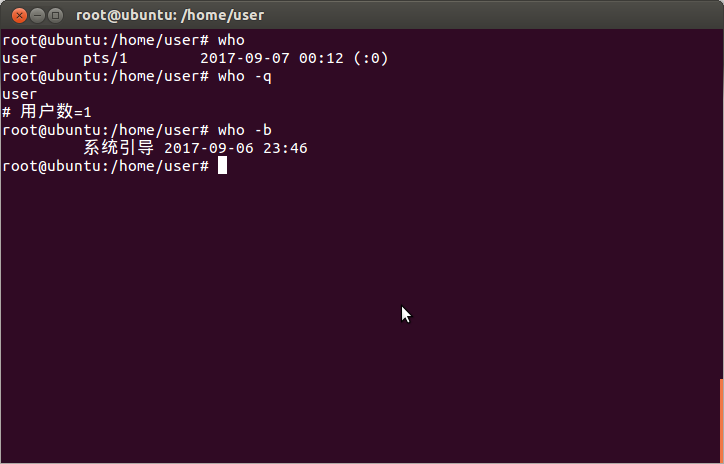 root@ubuntu: /home/user
root@ubuntu:/home/user# who
user     pts/1        2017-09-07 00:12 (:0)
root@ubuntu:/home/user# who -q
user
# 用户数=1
root@ubuntu:/home/user# who -b
         系统引导 2017-09-06 23:46
root@ubuntu:/home/user#